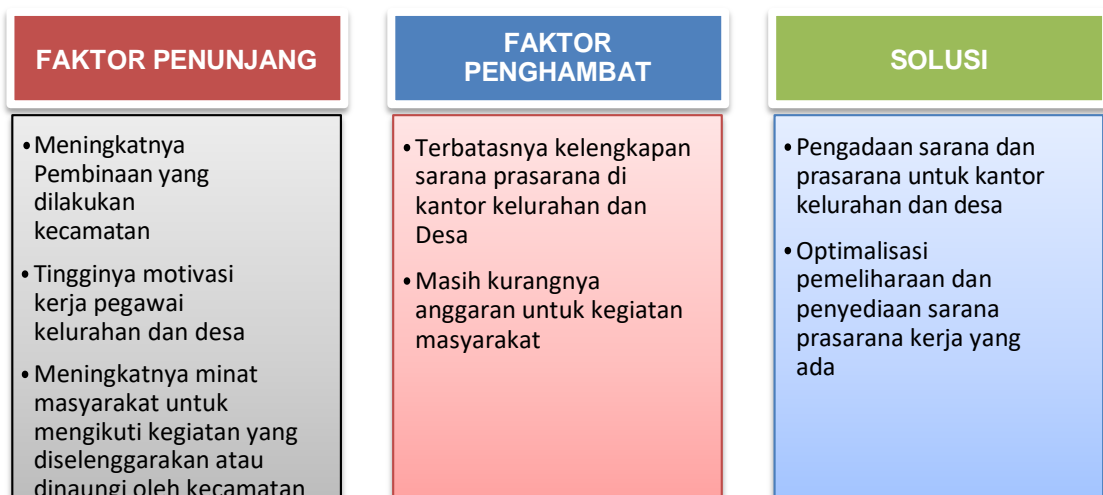 FAKTOR PENUNJANG
•Meningkatnya
Pembinaan yang
dilakukan
kecamatan
•Tingginya motivasi
kerja pegawai
kelurahan dan desa
•Meningkatnya minat
masyarakat untuk
mengikuti kegiatan yang
diselenggarakan atau
dinaungi oleh kecamatan
FAKTOR
PENGHAMBAT
•Terbatasnya kelengkapan
sarana prasarana di
kantor kelurahan dan
Desa
•Masih kurangnya
anggaran untuk kegiatan
masyarakat
SOLUSI
•Pengadaan sarana dan
prasarana untuk kantor
kelurahan dan desa
•Optimalisasi
pemeliharaan dan
penyediaan sarana
prasarana kerja yang
ada